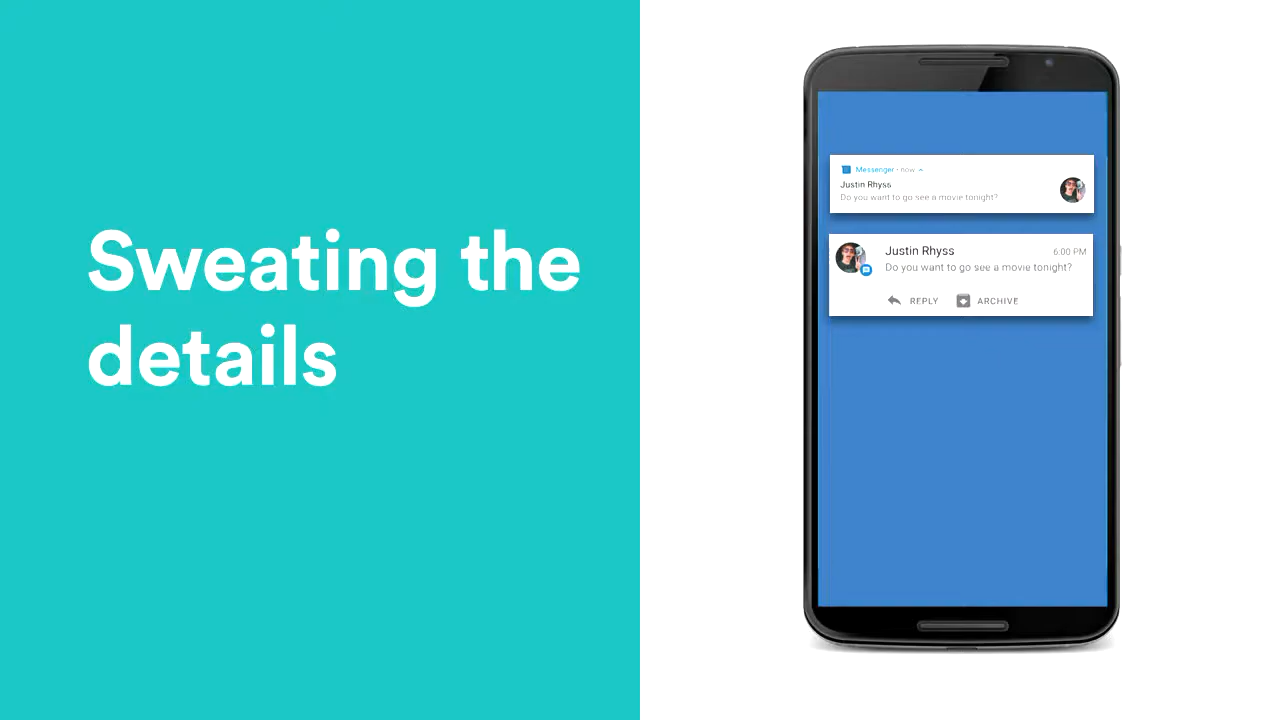 Sweating the
details
Messenger • now
Justin Rhyss
Do you want to go see a movie tonight?
Justin Rhyss 6:00 PM
Do you want to go see a movie tonight?
REPLY ARCHIVE